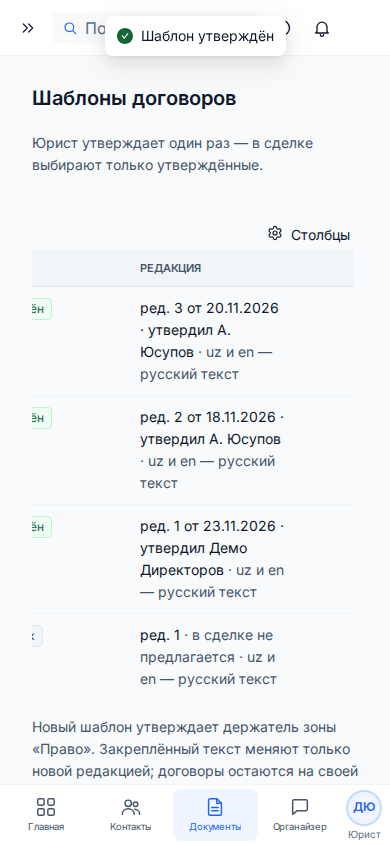 По
Шаблон утверждён
Шаблоны договоров
Юрист утверждает один раз — в сделке
выбирают только утверждённые.
Столбцы
РЕДАКЦИЯ
ён
ред. 3 от 20.11.2026
· утвердил А.
Юсупов · uz и en —
русский текст
ён
ред. 2 от 18.11.2026 ·
утвердил А. Юсупов
· uz и en — русский
текст
ён
ред. 1 от 23.11.2026 ·
утвердил Демо
Директоров · uz и en
— русский текст
к
ред. 1 · в сделке не
предлагается · uz и
en — русский текст
Новый шаблон утверждает держатель зоны
«Право». Закреплённый текст меняют только
новой редакцией; договоры остаются на своей
Главная
Контакты
Документы
Органайзер
ДЮ
Юрист